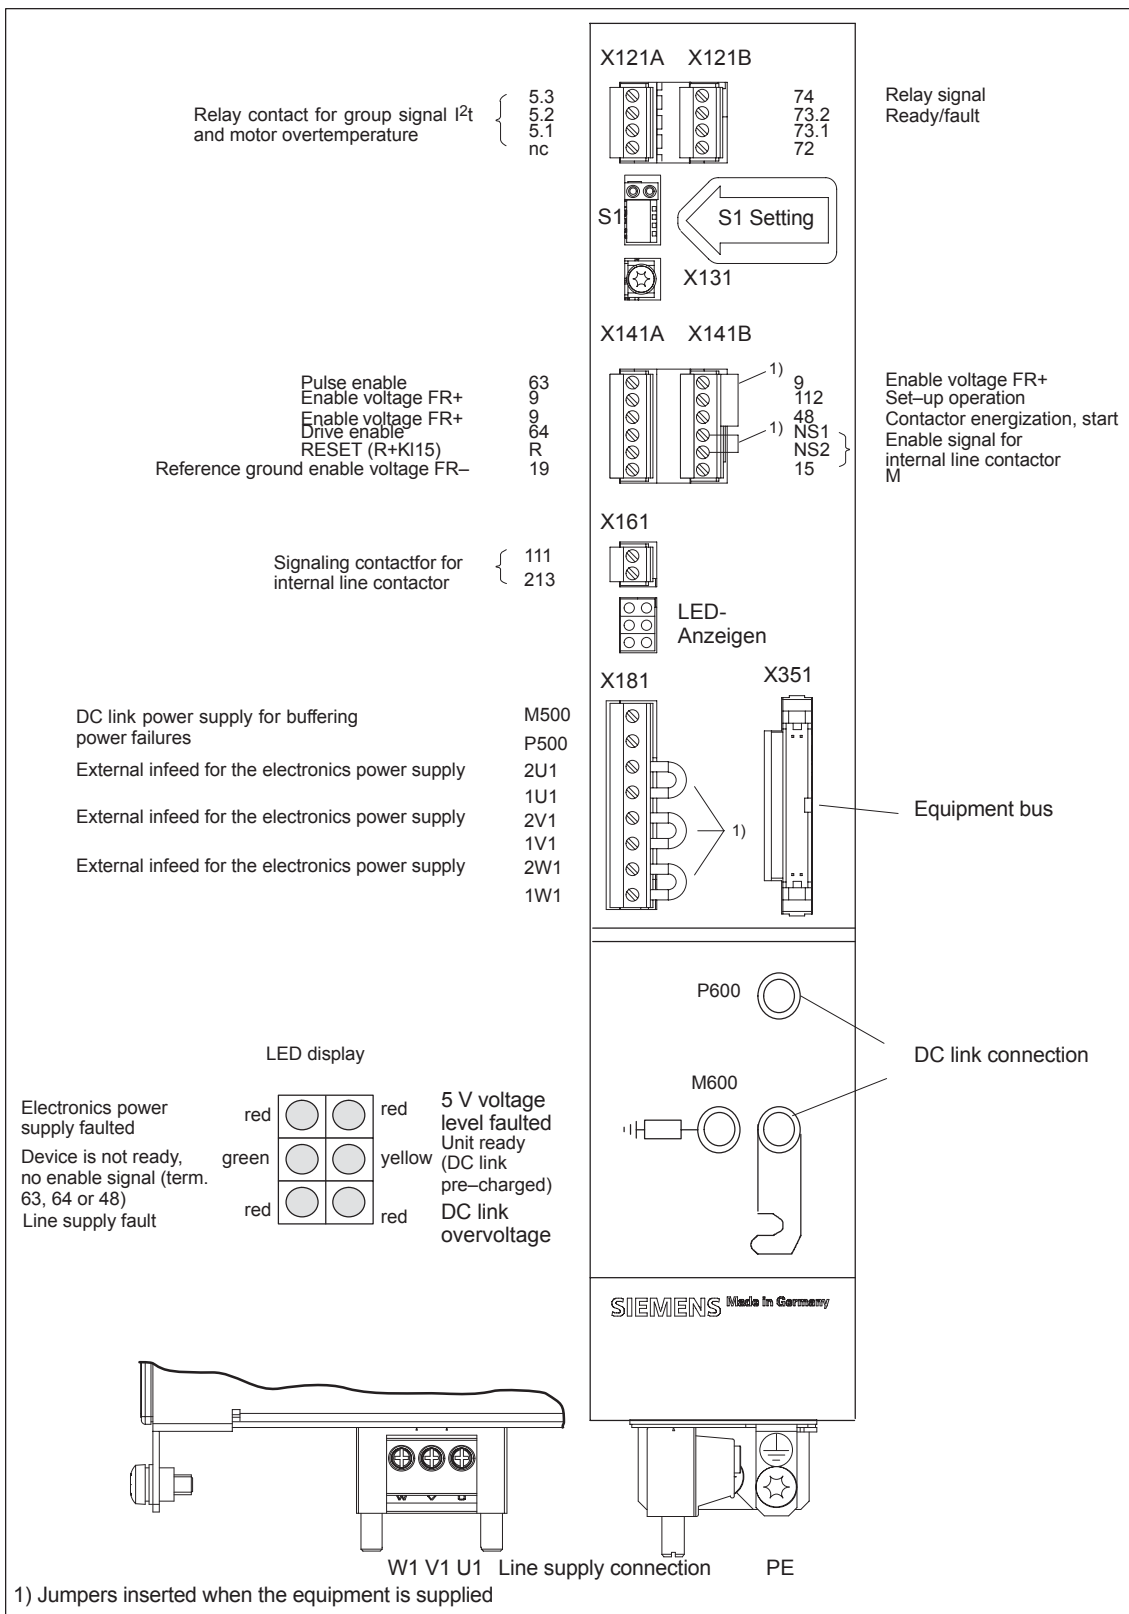 X121A X121B
Relay contact for group signal I²t
and motor overtemperature
5.3
5.2
5.1
nc
74
73.2
73.1
72
Relay signal
Ready/fault
S1
S1 Setting
X131
X141A X141B
Pulse enable 63
Enable voltage FR+ 9
Enable voltage FR+ 9
Drive enable 64
RESET (R+Kl15) R
Reference ground enable voltage FR– 19
1)
1)
9 Enable voltage FR+
112 Set–up operation
48 Contactor energization, start
NS1 Enable signal for
NS2 internal line contactor
15 M
X161
Signaling contactfor for
internal line contactor
111
213
LED-
Anzeigen
X181
X351
DC link power supply for buffering
power failures
M500
P500
External infeed for the electronics power supply 2U1
1U1
External infeed for the electronics power supply 2V1
1V1
External infeed for the electronics power supply 2W1
1W1
1)
Equipment bus
P600
DC link connection
M600
LED display
Electronics power
supply faulted
red
red
5 V voltage
level faulted
Device is not ready,
no enable signal (term.
63, 64 or 48)
green
yellow
Unit ready
(DC link
pre–charged)
Line supply fault
red
red
DC link
overvoltage
SIEMENS Made in Germany
W V U
W1 V1 U1 Line supply connection PE
1) Jumpers inserted when the equipment is supplied